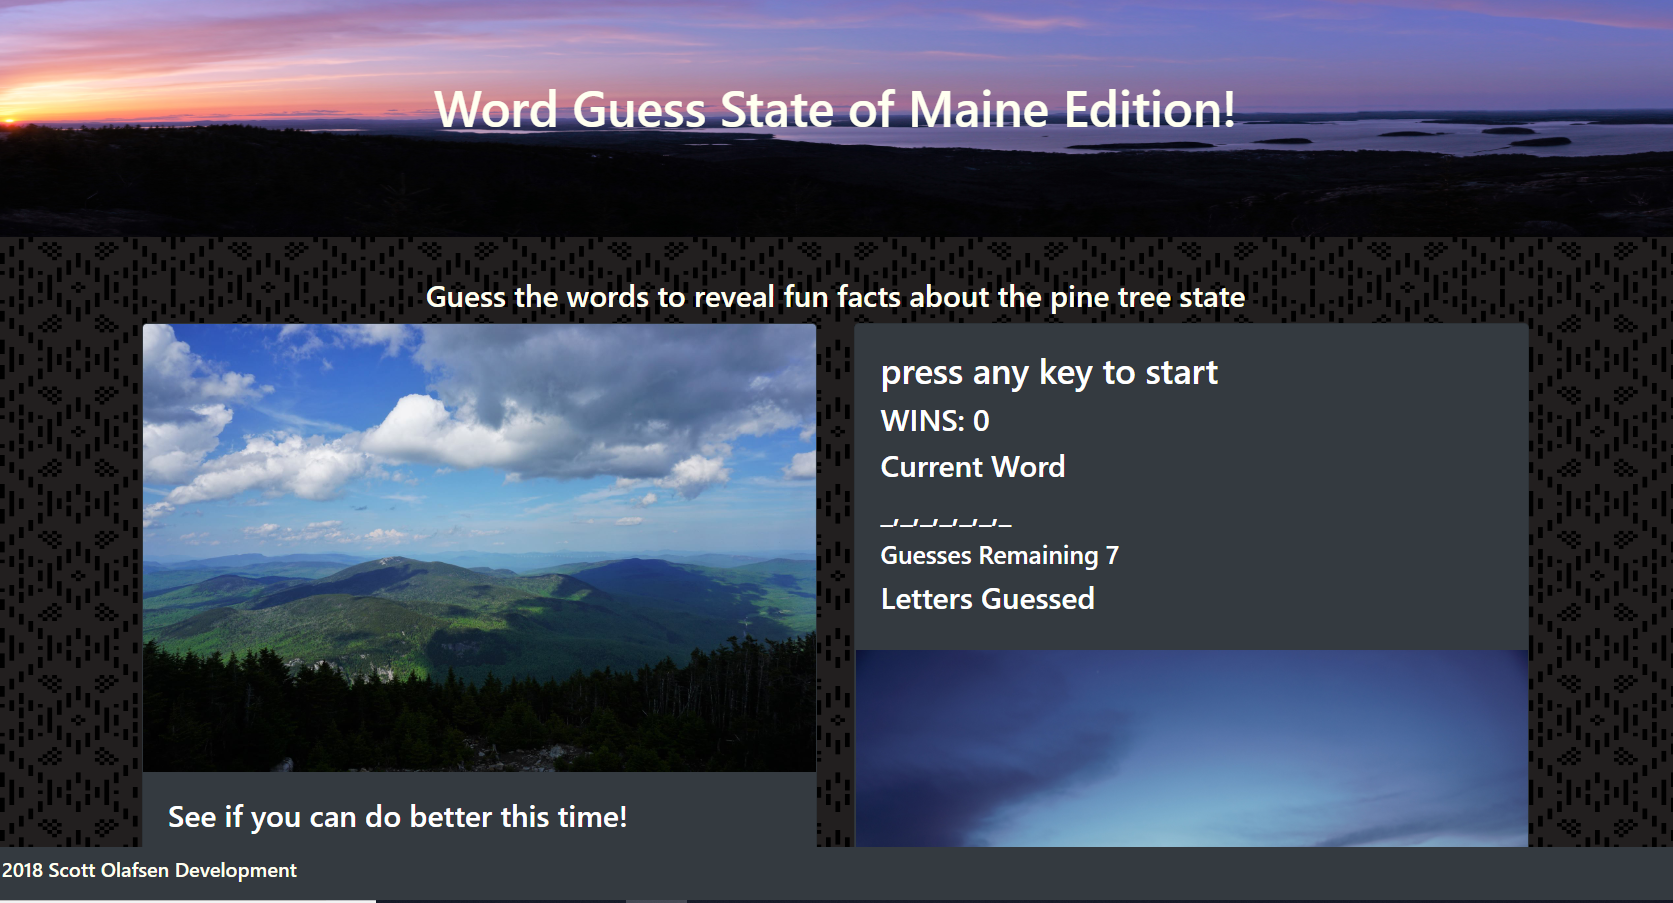 Word Guess State of Maine Edition!
Guess the words to reveal fun facts about the pine tree state
press any key to start
WINS: 0
Current Word
_,_,_,_,_,_,_
Guesses Remaining 7
Letters Guessed
See if you can do better this time!
2018 Scott Olafsen Development